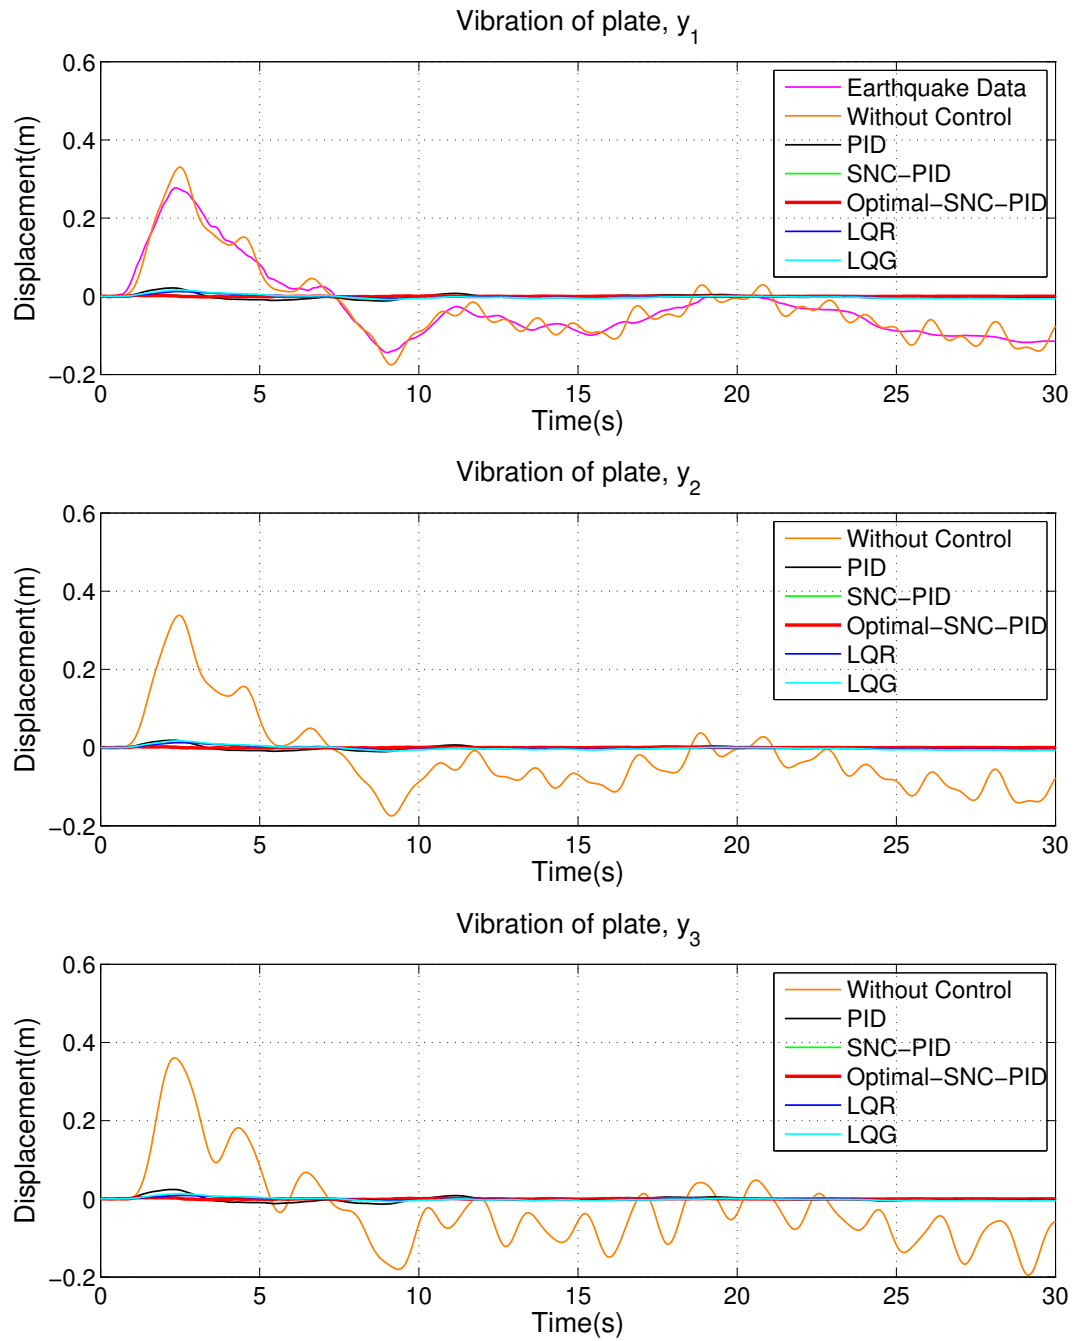 Vibration of plate, y1
Displacement(m)
0.6
0.4
0.2
0
−0.2
Earthquake Data
Without Control
PID
SNC−PID
Optimal−SNC−PID
LQR
LQG
0 5 10 15 20 25 30
Time(s)
Vibration of plate, y2
Displacement(m)
0.6
0.4
0.2
0
−0.2
Without Control
PID
SNC−PID
Optimal−SNC−PID
LQR
LQG
0 5 10 15 20 25 30
Time(s)
Vibration of plate, y3
Displacement(m)
0.6
0.4
0.2
0
−0.2
Without Control
PID
SNC−PID
Optimal−SNC−PID
LQR
LQG
0 5 10 15 20 25 30
Time(s)